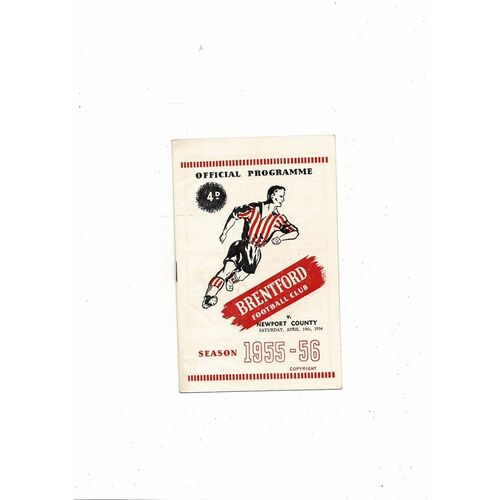 OFFICIAL PROGRAMME
4D
BRENTFORD
FOOTBALL CLUB
v.
NEWPORT COUNTY
SATURDAY, APRIL 14th, 1956
SEASON 1955-56
COPYRIGHT